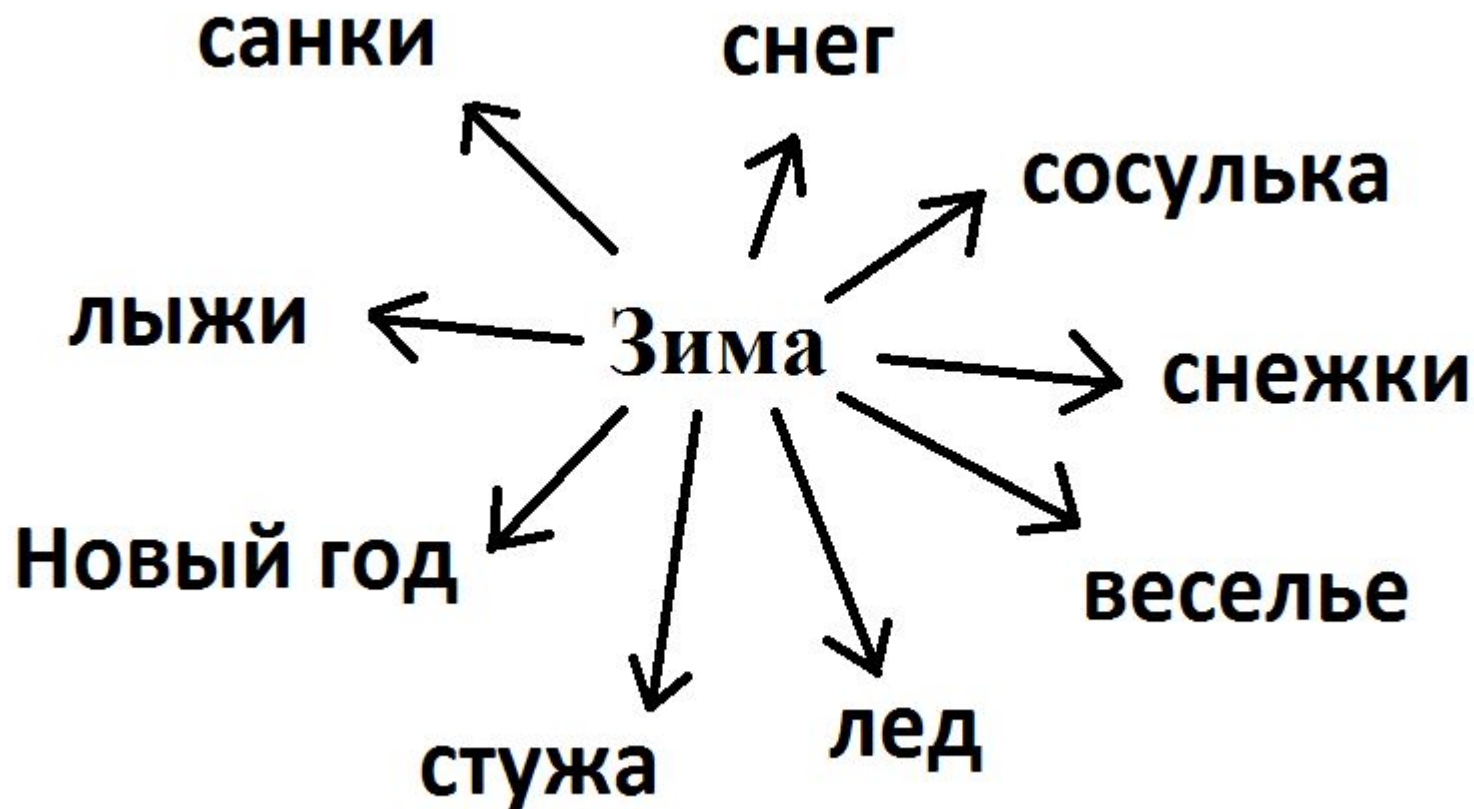 санки
снег
сосулька
лыжи
Зима
снежки
Новый год
веселье
стужа
лед